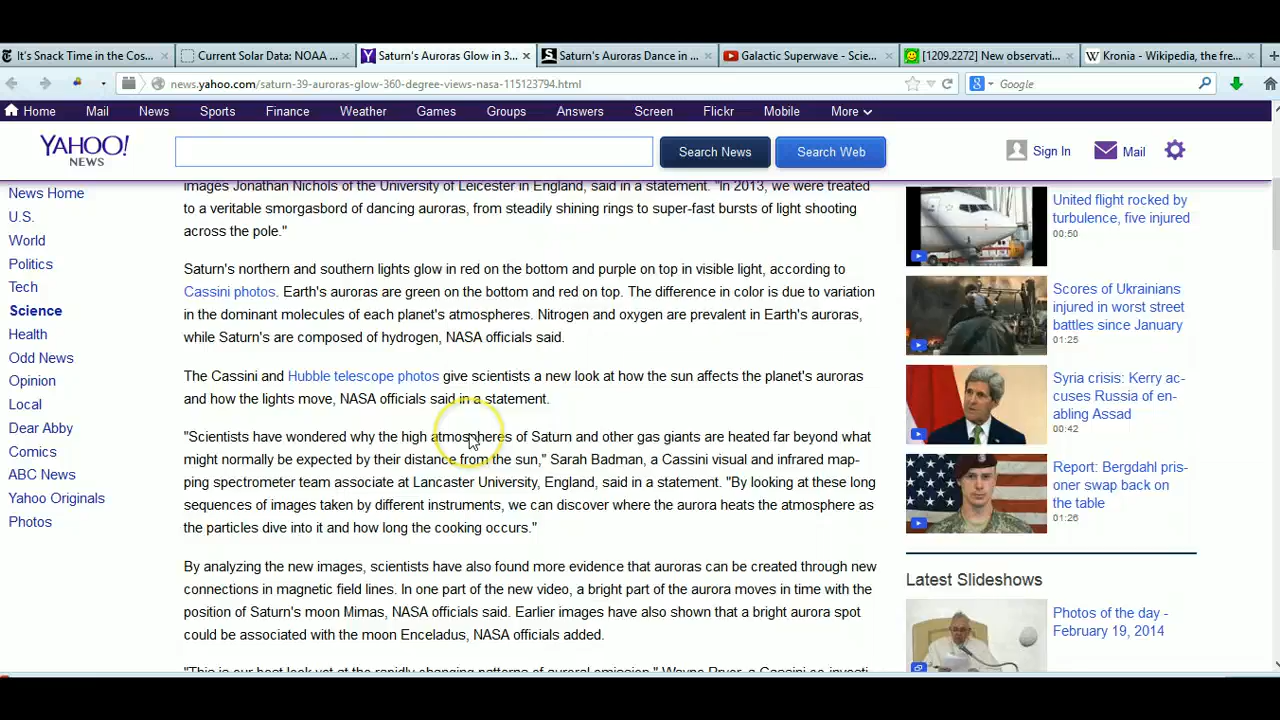 It's Snack Time in the Cos...
Current Solar Data: NOAA ...
Saturn's Auroras Glow in 3...
Saturn's Auroras Dance in ...
Galactic Superwave - Scie...
[1209.2272] New observati...
Kronia - Wikipedia, the fre...
news.yahoo.com/saturn-39-auroras-glow-360-degree-views-nasa-115123794.html
Google
Home Mail News Sports Finance Weather Games Groups Answers Screen Flickr Mobile More
YAHOO!
NEWS
Search News
Search Web
Sign In
Mail
News Home
U.S.
World
Politics
Tech
Science
Health
Odd News
Opinion
Local
Dear Abby
Comics
ABC News
Yahoo Originals
Photos
images Jonathan Nichols of the University of Leicester in England, said in a statement. "In 2013, we were treated
to a veritable smorgasbord of dancing auroras, from steadily shining rings to super-fast bursts of light shooting
across the pole."
Saturn's northern and southern lights glow in red on the bottom and purple on top in visible light, according to
Cassini photos. Earth's auroras are green on the bottom and red on top. The difference in color is due to variation
in the dominant molecules of each planet's atmospheres. Nitrogen and oxygen are prevalent in Earth's auroras,
while Saturn's are composed of hydrogen, NASA officials said.
The Cassini and Hubble telescope photos give scientists a new look at how the sun affects the planet's auroras
and how the lights move, NASA officials said in a statement.
"Scientists have wondered why the high atmospheres of Saturn and other gas giants are heated far beyond what
might normally be expected by their distance from the sun," Sarah Badman, a Cassini visual and infrared map-
ping spectrometer team associate at Lancaster University, England, said in a statement. "By looking at these long
sequences of images taken by different instruments, we can discover where the aurora heats the atmosphere as
the particles dive into it and how long the cooking occurs."
By analyzing the new images, scientists have also found more evidence that auroras can be created through new
connections in magnetic field lines. In one part of the new video, a bright part of the aurora moves in time with the
position of Saturn's moon Mimas, NASA officials said. Earlier images have also shown that a bright aurora spot
could be associated with the moon Enceladus, NASA officials added.
"This is our best look yet at the rapidly changing patterns of auroral emission," Wayne Pryor, a Cassini co-investi-
United flight rocked by
turbulence, five injured
00:50
Scores of Ukrainians
injured in worst street
battles since January
01:25
Syria crisis: Kerry ac-
cuses Russia of en-
abling Assad
00:42
Report: Bergdahl pris-
oner swap back on
the table
01:26
Latest Slideshows
Photos of the day -
February 19, 2014